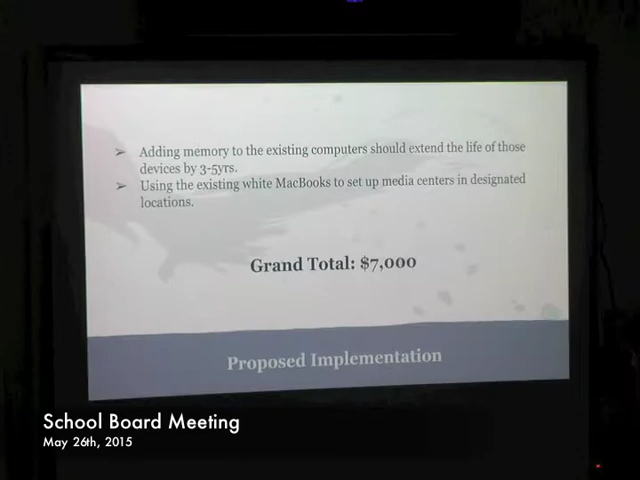 ➢ Adding memory to the existing computers should extend the life of those
devices by 3-5yrs.
➢ Using the existing white MacBooks to set up media centers in designated
locations.
Grand Total: $7,000
Proposed Implementation
School Board Meeting
May 26th, 2015